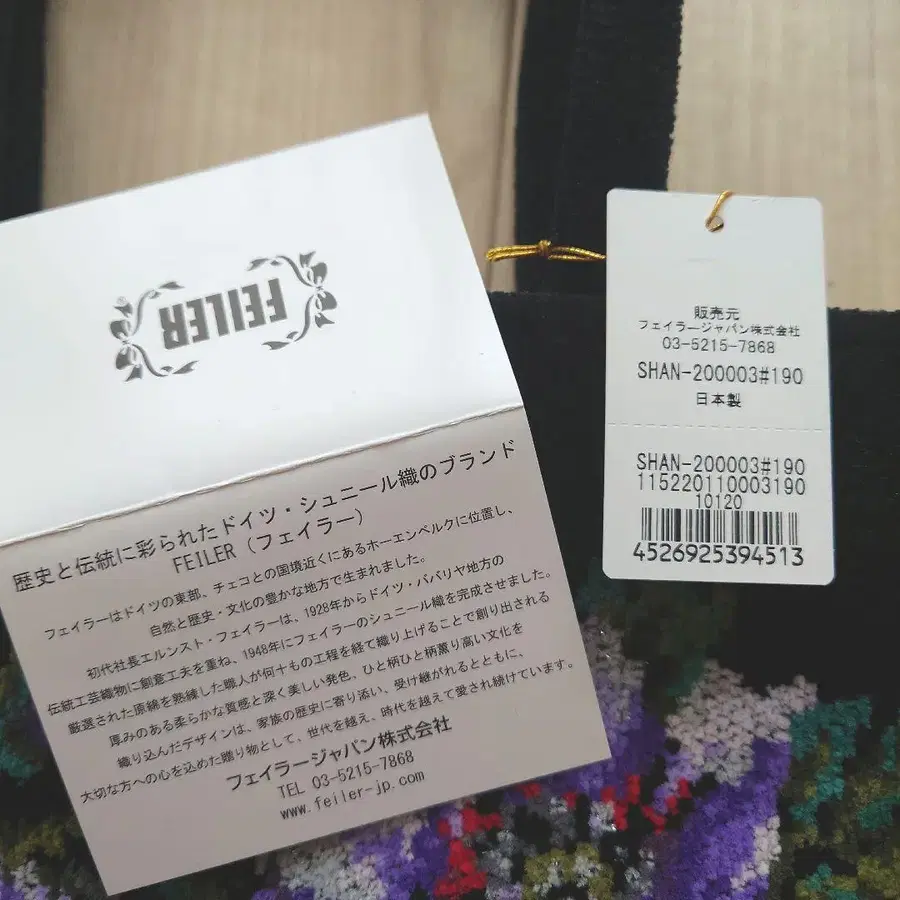 FEILER
歴史と伝統に彩られたドイツ・シュニール織のブランド
FEILER（フェイラー）
フェイラーはドイツの東部、チェコとの国境近くにあるホーエンベルクに位置し、
自然と歴史・文化の豊かな地方で生まれました。
初代社長エルンスト・フェイラーは、1928年からドイツ・ババリヤ地方の
伝統工芸織物に創意工夫を重ね、1948年にフェイラーのシュニール織を完成させました。
厳選された原綿を熟練した職人が何十もの工程を経て織り上げることで創り出される
厚みのある柔らかな質感と深く美しい発色、ひと柄ひと柄薫り高い文化を
織り込んだデザインは、家族の歴史に寄り添い、受け継がれるとともに、
大切な方への心を込めた贈り物として、世代を越え、時代を越えて愛され続けています。
フェイラージャパン株式会社
TEL 03-5215-7868
www.feiler-jp.com
販売元
フェイラージャパン株式会社
03-5215-7868
SHAN-200003#190
日本製
SHAN-200003#190
115220110003190
10120
4526925394513